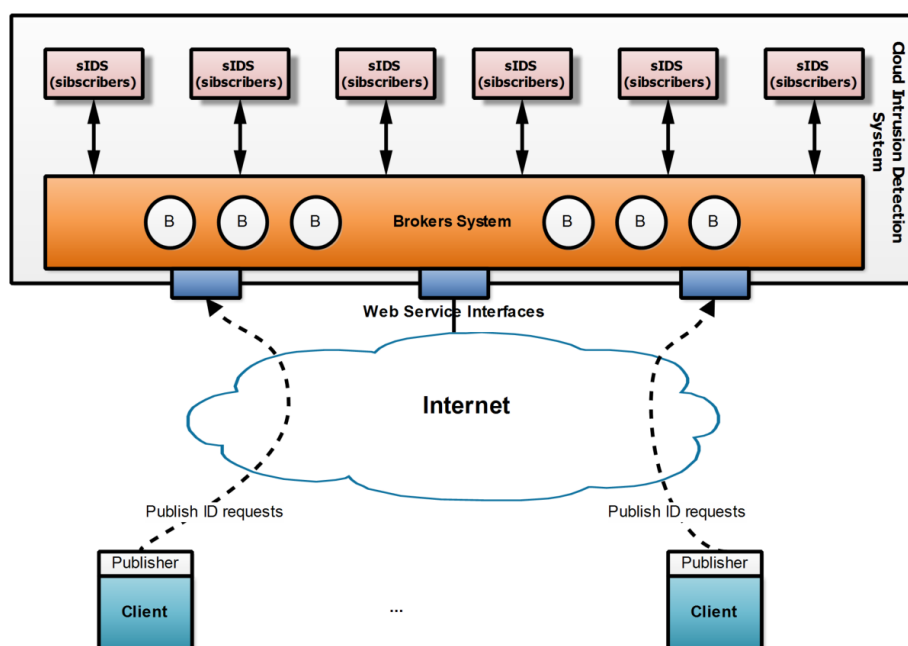 sIDS
(sibscribers)
sIDS
(sibscribers)
sIDS
(sibscribers)
sIDS
(sibscribers)
sIDS
(sibscribers)
sIDS
(sibscribers)
Cloud Intrusion Detection
System
B
B
B
Brokers System
B
B
B
Web Service Interfaces
Internet
Publish ID requests
Publish ID requests
Publisher
Client
...
Publisher
Client